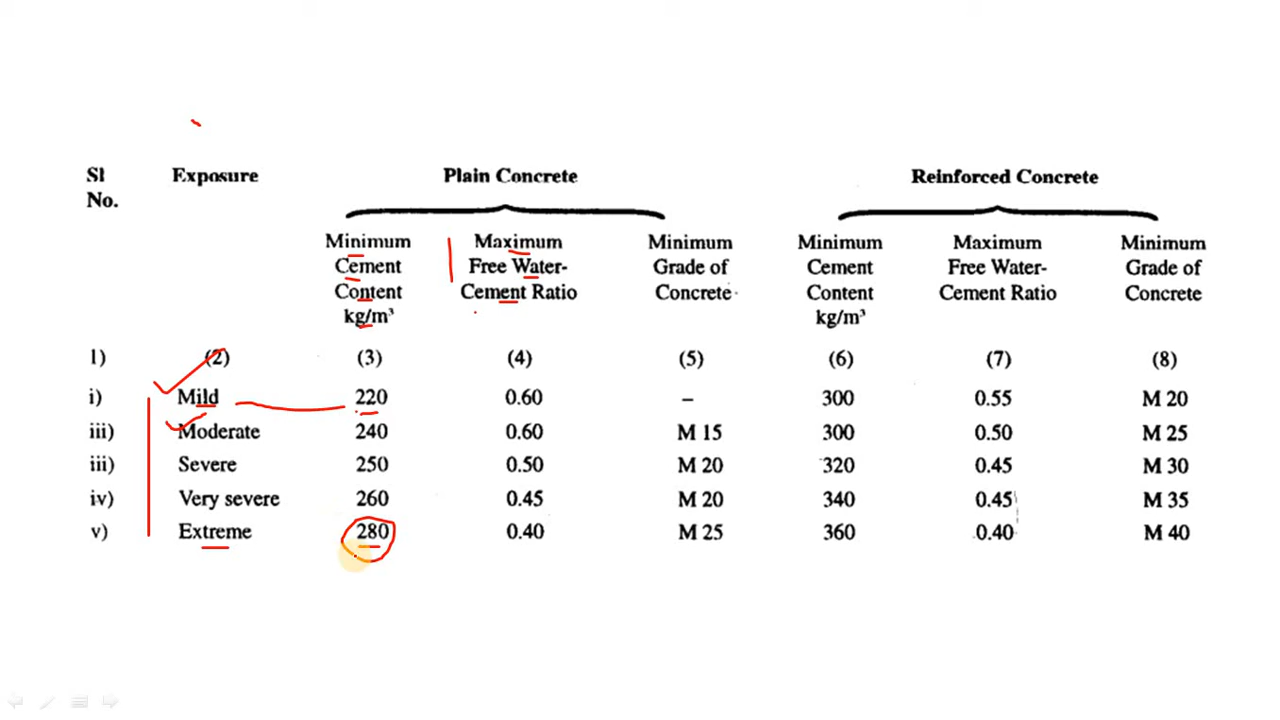 Sl Exposure Plain Concrete Reinforced Concrete
No.
Minimum Maximum Minimum Minimum Maximum Minimum
Cement Free Water- Grade of Cement Free Water- Grade of
Content Cement Ratio Concrete Content Cement Ratio Concrete
kg/m³ kg/m³
1) (2) (3) (4) (5) (6) (7) (8)
i) Mild 220 0.60 – 300 0.55 M 20
iii) Moderate 240 0.60 M 15 300 0.50 M 25
iii) Severe 250 0.50 M 20 320 0.45 M 30
iv) Very severe 260 0.45 M 20 340 0.45 M 35
v) Extreme 280 0.40 M 25 360 0.40 M 40